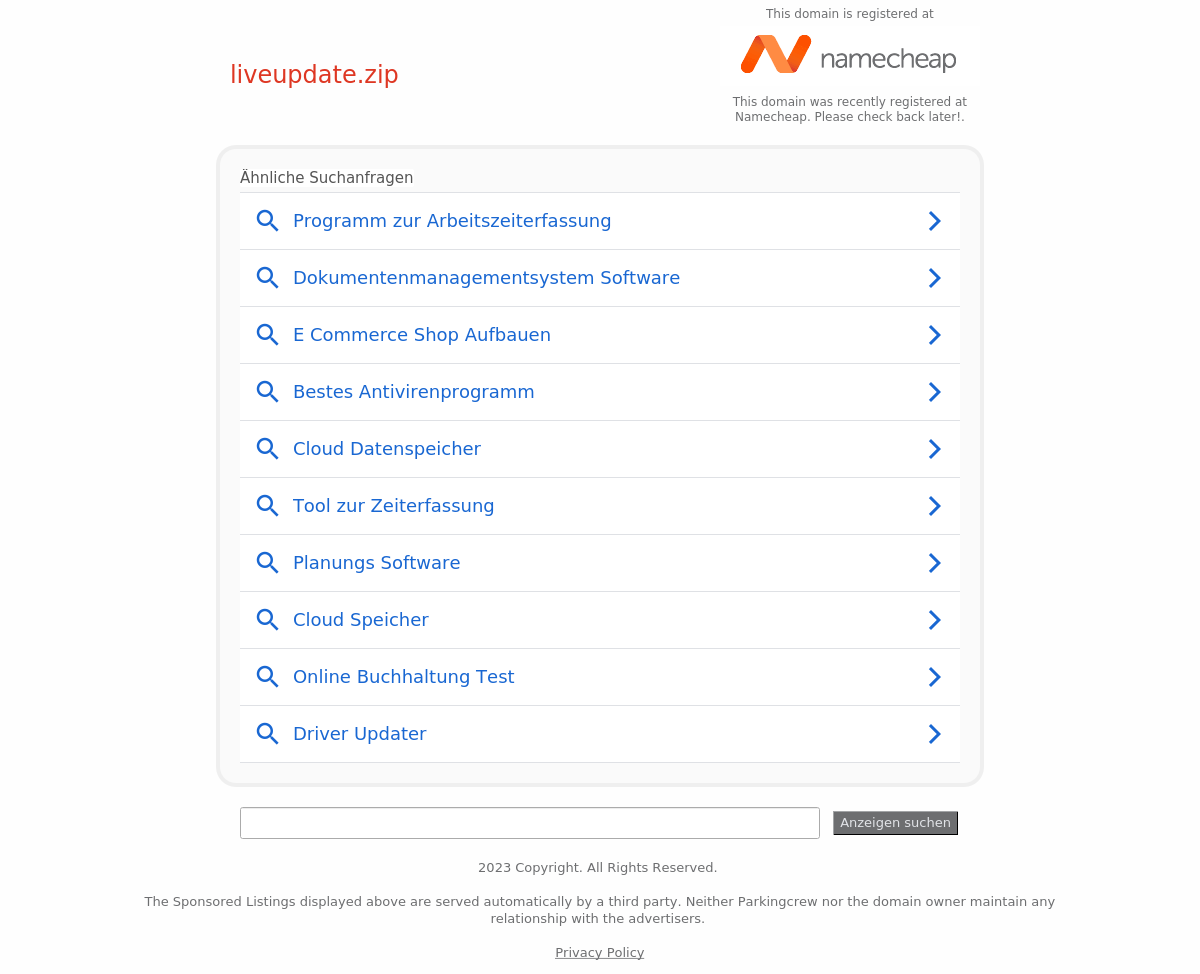 This domain is registered at
namecheap
liveupdate.zip
This domain was recently registered at
Namecheap. Please check back later!.
Ähnliche Suchanfragen
Programm zur Arbeitszeiterfassung
Dokumentenmanagementsystem Software
E Commerce Shop Aufbauen
Bestes Antivirenprogramm
Cloud Datenspeicher
Tool zur Zeiterfassung
Planungs Software
Cloud Speicher
Online Buchhaltung Test
Driver Updater
Anzeigen suchen
2023 Copyright. All Rights Reserved.
The Sponsored Listings displayed above are served automatically by a third party. Neither Parkingcrew nor the domain owner maintain any
relationship with the advertisers.
Privacy Policy